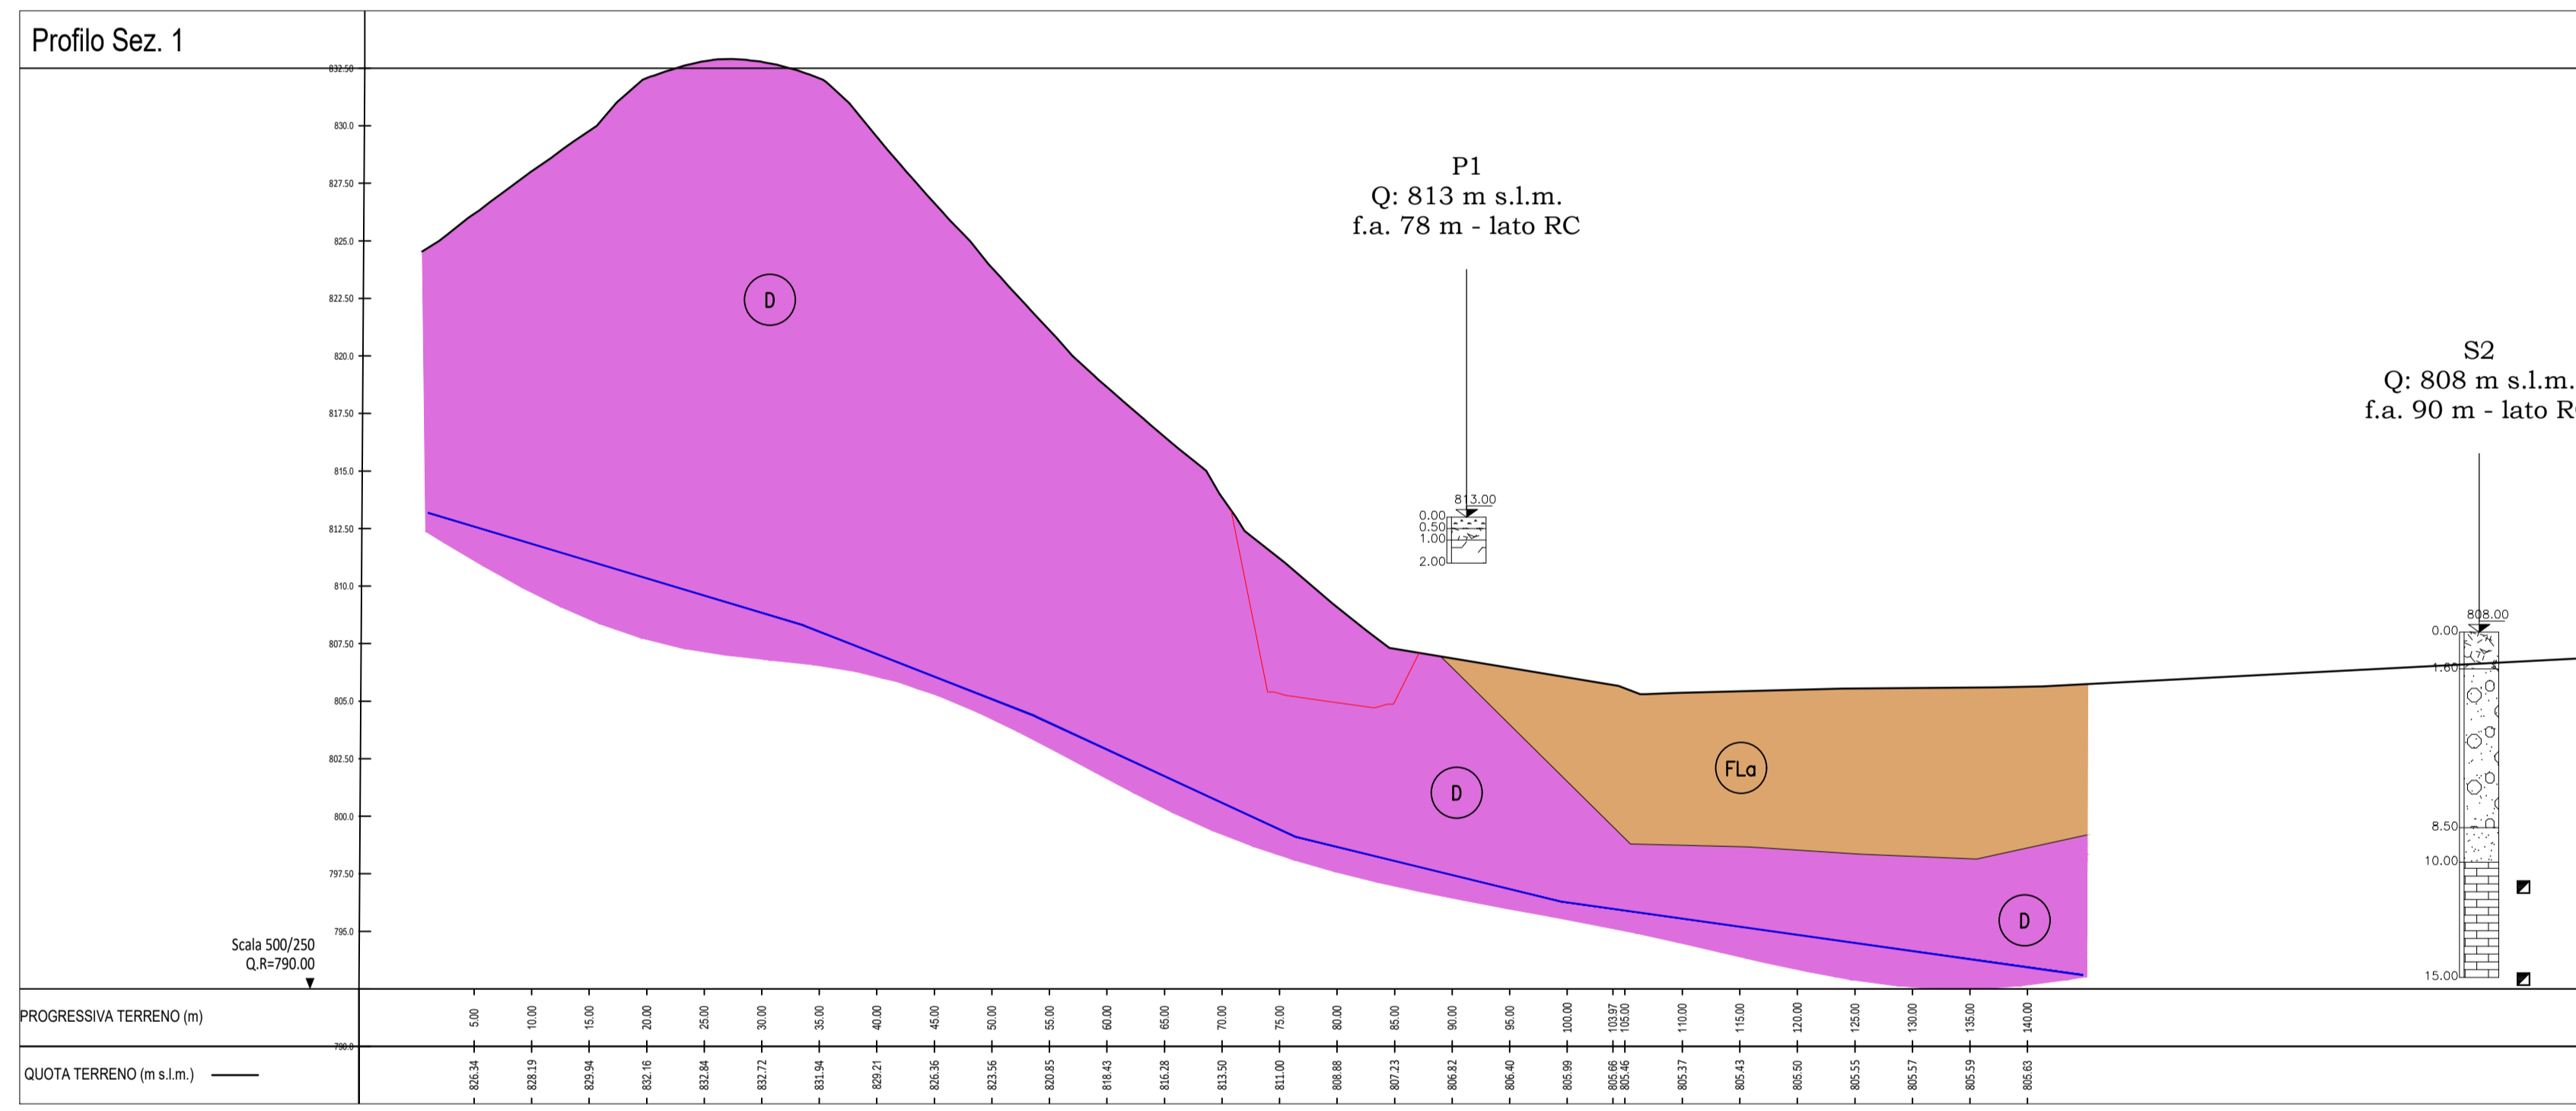 Profilo Sez. 1
832.50
830.0
827.50
825.0
822.50
820.0
817.50
815.0
812.50
810.0
807.50
805.0
802.50
800.0
797.50
795.0
790.0
D
P1
Q: 813 m s.l.m.
f.a. 78 m - lato RC
813.00
0.00
0.50
1.00
2.00
S2
Q: 808 m s.l.m.
f.a. 90 m - lato R
808.00
0.00
1.60
8.50
10.00
15.00
FLa
D
D
Scala 500/250
Q.R=790.00
PROGRESSIVA TERRENO (m)
5.00 10.00 15.00 20.00 25.00 30.00 35.00 40.00 45.00 50.00 55.00 60.00 65.00 70.00 75.00 80.00 85.00 90.00 95.00 100.00 103.97 105.00 110.00 115.00 120.00 125.00 130.00 135.00 140.00
QUOTA TERRENO (m s.l.m.)
826.34 828.19 829.94 832.16 832.84 832.72 831.94 829.21 826.36 823.56 820.85 818.43 816.28 813.50 811.00 808.88 807.23 806.82 806.40 805.99 805.66 805.46 805.37 805.43 805.50 805.55 805.57 805.59 805.63